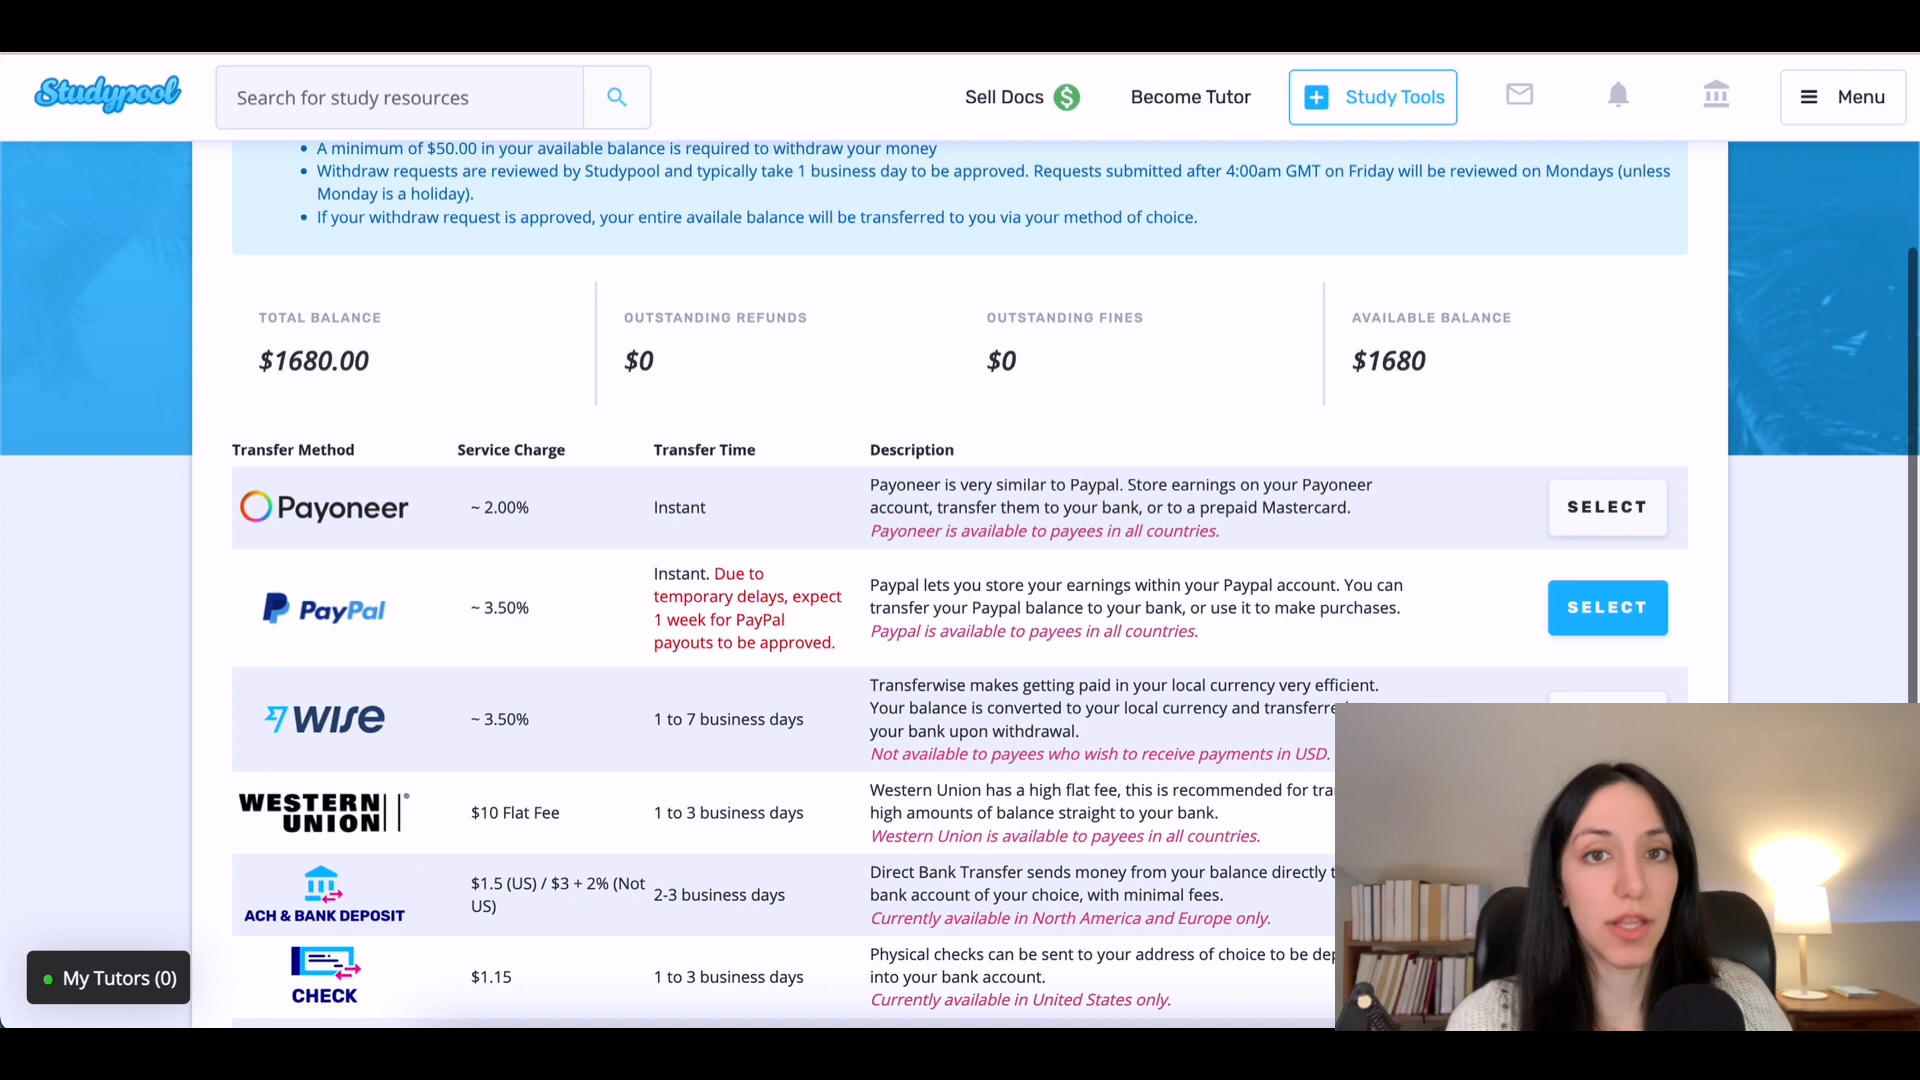 Studypool
Search for study resources
Sell Docs
$
Become Tutor
Study Tools
Menu
A minimum of $50.00 in your available balance is required to withdraw your money
Withdraw requests are reviewed by Studypool and typically take 1 business day to be approved. Requests submitted after 4:00am GMT on Friday will be reviewed on Mondays (unless
Monday is a holiday).
If your withdraw request is approved, your entire availale balance will be transferred to you via your method of choice.
TOTAL BALANCE
$1680.00
OUTSTANDING REFUNDS
$0
OUTSTANDING FINES
$0
AVAILABLE BALANCE
$1680
Transfer Method
Service Charge
Transfer Time
Description
Payoneer
~ 2.00%
Instant
Payoneer is very similar to Paypal. Store earnings on your Payoneer
account, transfer them to your bank, or to a prepaid Mastercard.
Payoneer is available to payees in all countries.
SELECT
PayPal
~ 3.50%
Instant. Due to
temporary delays, expect
1 week for PayPal
payouts to be approved.
Paypal lets you store your earnings within your Paypal account. You can
transfer your Paypal balance to your bank, or use it to make purchases.
Paypal is available to payees in all countries.
SELECT
WISE
~ 3.50%
1 to 7 business days
Transferwise makes getting paid in your local currency very efficient.
Your balance is converted to your local currency and transferre
your bank upon withdrawal.
Not available to payees who wish to receive payments in USD.
WESTERN
UNION
®
$10 Flat Fee
1 to 3 business days
Western Union has a high flat fee, this is recommended for tra
high amounts of balance straight to your bank.
Western Union is available to payees in all countries.
ACH & BANK DEPOSIT
$1.5 (US) / $3 + 2% (Not
US)
2-3 business days
Direct Bank Transfer sends money from your balance directly t
bank account of your choice, with minimal fees.
Currently available in North America and Europe only.
CHECK
$1.15
1 to 3 business days
Physical checks can be sent to your address of choice to be dep
into your bank account.
Currently available in United States only.
My Tutors (0)